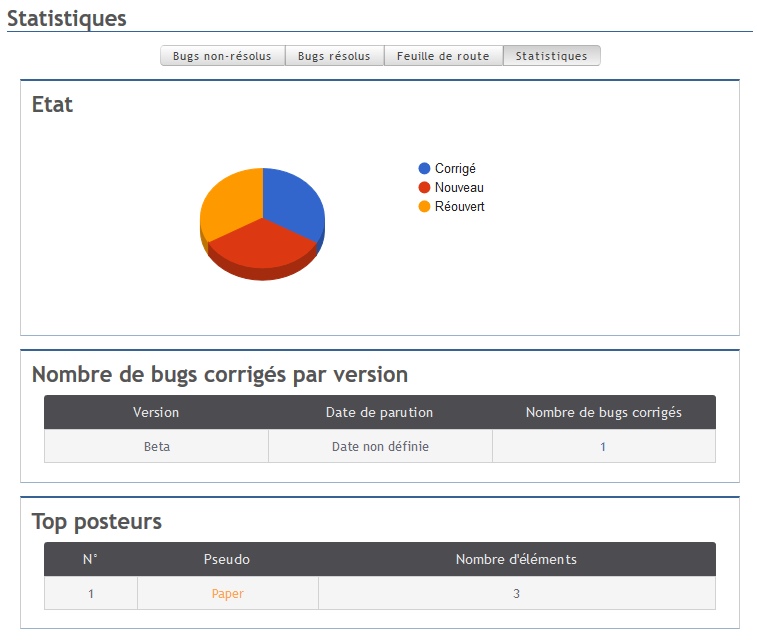 Statistiques
Bugs non-résolus Bugs résolus Feuille de route Statistiques
Etat
Corrigé
Nouveau
Réouvert
Nombre de bugs corrigés par version
Version Date de parution Nombre de bugs corrigés
Beta Date non définie 1
Top posteurs
N° Pseudo Nombre d'éléments
1 Paper 3